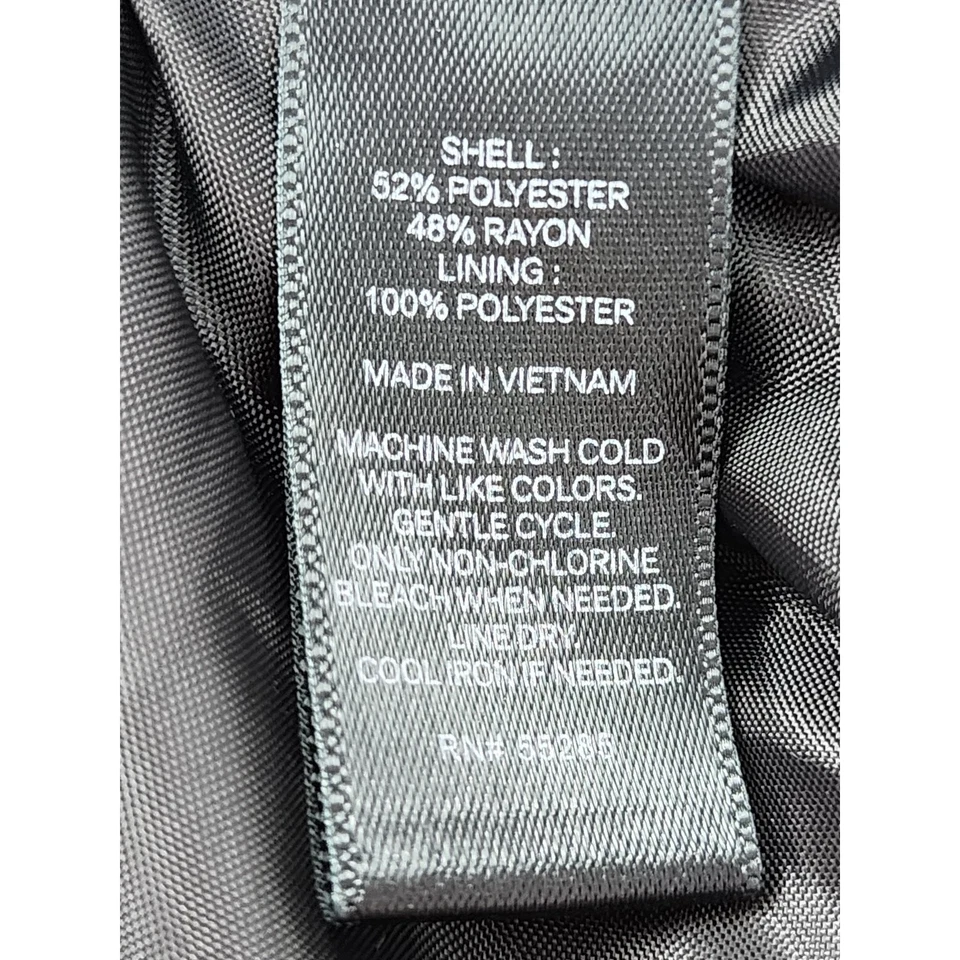 SHELL :
52% POLYESTER
48% RAYON
LINING :
100% POLYESTER
MADE IN VIETNAM
MACHINE WASH COLD
WITH LIKE COLORS.
GENTLE CYCLE.
ONLY NON-CHLORINE
BLEACH WHEN NEEDED.
LINE DRY.
COOL IRON IF NEEDED.
RN# 55285